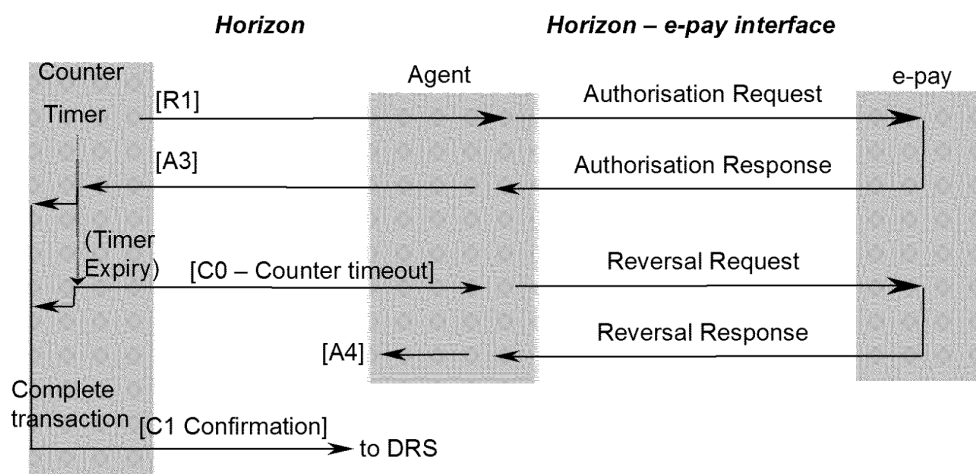 Horizon
Horizon – e-pay interface
Counter
Agent
e-pay
Timer
[R1]
Authorisation Request
[A3]
Authorisation Response
(Timer
Expiry)
[C0 – Counter timeout]
Reversal Request
Reversal Response
[A4]
Complete
transaction
[C1 Confirmation]
to DRS